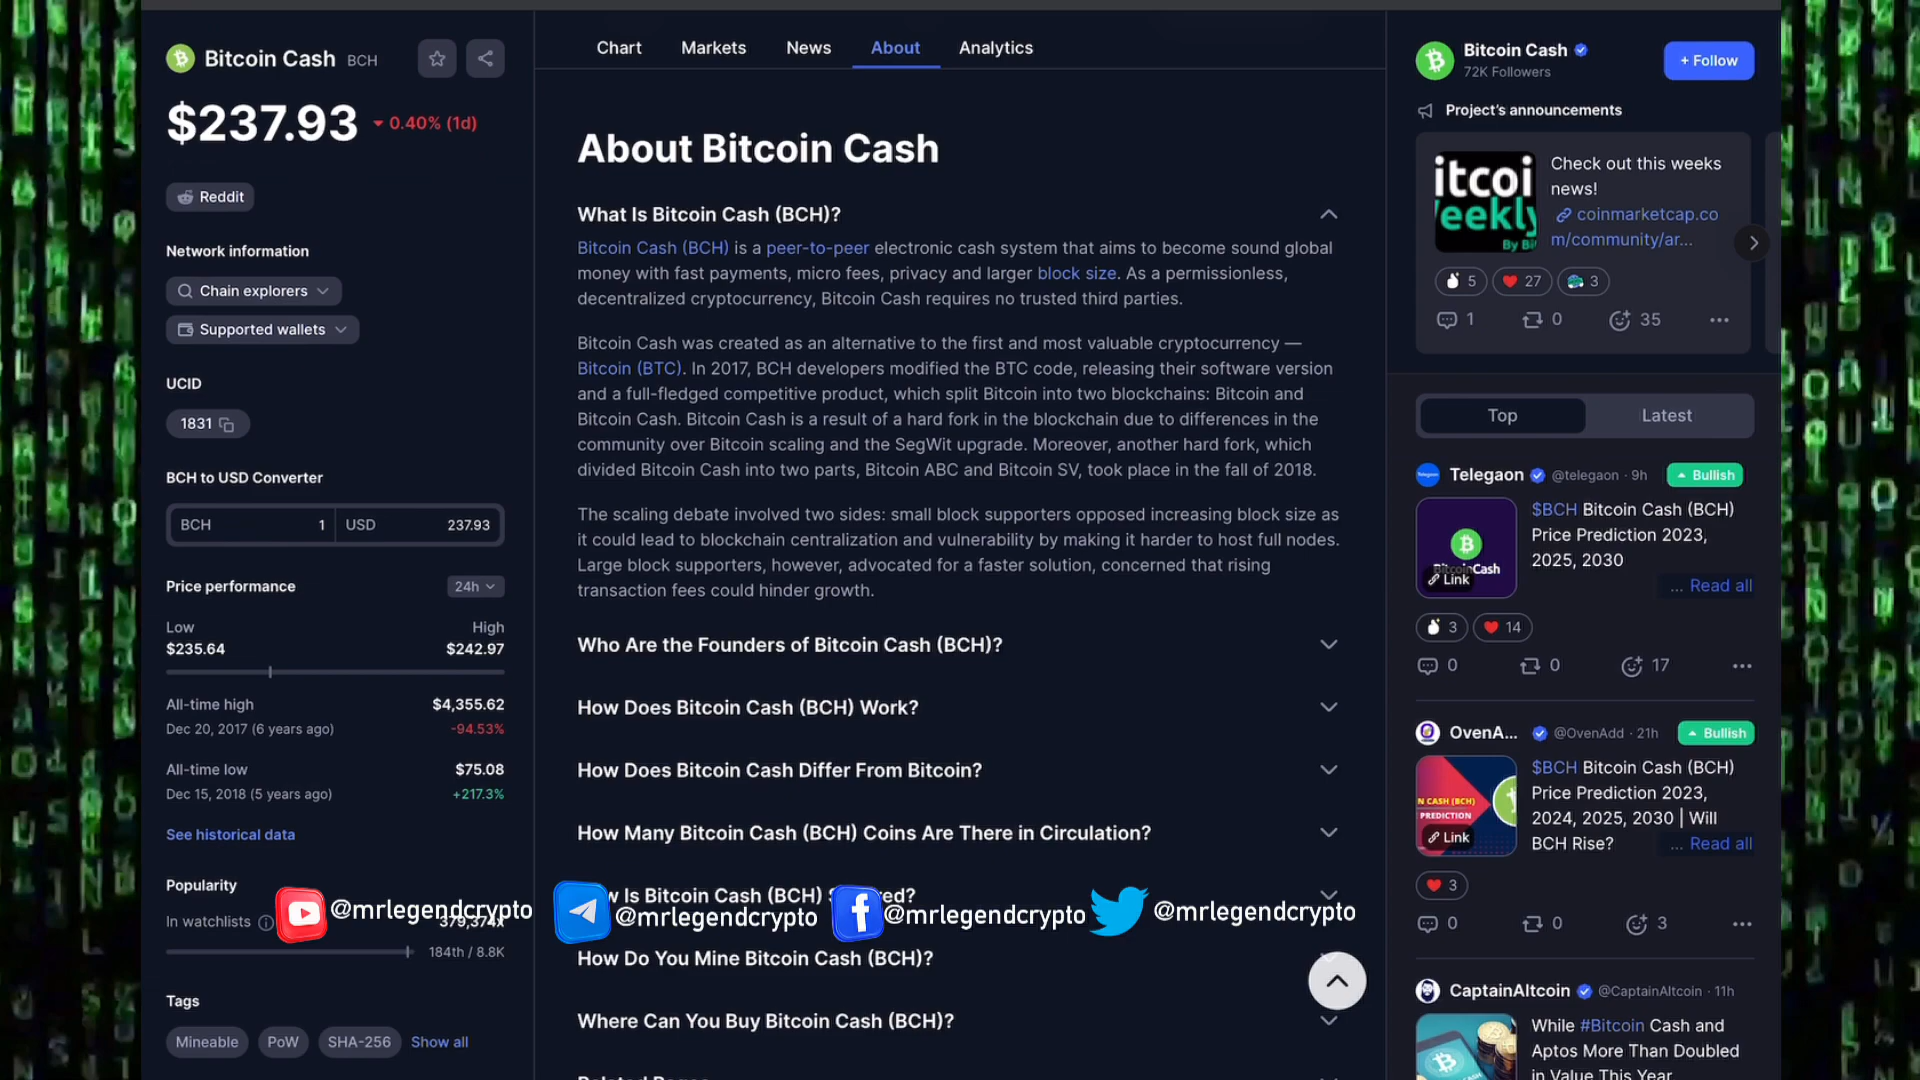 Bitcoin Cash BCH
$237.93 0.40% (1d)
Reddit
Network information
Chain explorers
Supported wallets
UCID
1831
BCH to USD Converter
BCH 1 USD 237.93
Price performance 24h
Low High
$235.64 $242.97
All-time high $4,355.62
Dec 20, 2017 (6 years ago) -94.53%
All-time low $75.08
Dec 15, 2018 (5 years ago) +217.3%
See historical data
Popularity
In watchlists 379,374x
184th / 8.8K
Tags
Mineable PoW SHA-256 Show all
Chart Markets News About Analytics
About Bitcoin Cash
What Is Bitcoin Cash (BCH)?
Bitcoin Cash (BCH) is a peer-to-peer electronic cash system that aims to become sound global
money with fast payments, micro fees, privacy and larger block size. As a permissionless,
decentralized cryptocurrency, Bitcoin Cash requires no trusted third parties.
Bitcoin Cash was created as an alternative to the first and most valuable cryptocurrency —
Bitcoin (BTC). In 2017, BCH developers modified the BTC code, releasing their software version
and a full-fledged competitive product, which split Bitcoin into two blockchains: Bitcoin and
Bitcoin Cash. Bitcoin Cash is a result of a hard fork in the blockchain due to differences in the
community over Bitcoin scaling and the SegWit upgrade. Moreover, another hard fork, which
divided Bitcoin Cash into two parts, Bitcoin ABC and Bitcoin SV, took place in the fall of 2018.
The scaling debate involved two sides: small block supporters opposed increasing block size as
it could lead to blockchain centralization and vulnerability by making it harder to host full nodes.
Large block supporters, however, advocated for a faster solution, concerned that rising
transaction fees could hinder growth.
Who Are the Founders of Bitcoin Cash (BCH)?
How Does Bitcoin Cash (BCH) Work?
How Does Bitcoin Cash Differ From Bitcoin?
How Many Bitcoin Cash (BCH) Coins Are There in Circulation?
Is Bitcoin Cash (BCH)
@mrlegendcrypto @mrlegendcrypto @mrlegendcrypto @mrlegendcrypto
How Do You Mine Bitcoin Cash (BCH)?
Where Can You Buy Bitcoin Cash (BCH)?
Bitcoin Cash + Follow
72K Followers
Project's announcements
itcoi
eekly
By Bi
Check out this weeks
news!
coinmarketcap.co
m/community/ar...
5 27 3
1 0 35
Top Latest
Telegaon @telegaon · 9h Bullish
$BCH Bitcoin Cash (BCH)
Price Prediction 2023,
2025, 2030
... Read all
Link
3 14
0 0 17
OvenA... @OvenAdd · 21h Bullish
$BCH Bitcoin Cash (BCH)
Price Prediction 2023,
2024, 2025, 2030 | Will
BCH Rise? ... Read all
N CASH (BCH)
PREDICTION
Link
3
0 0 3
CaptainAltcoin @CaptainAltcoin · 11h
While #Bitcoin Cash and
Aptos More Than Doubled
in Value This Year